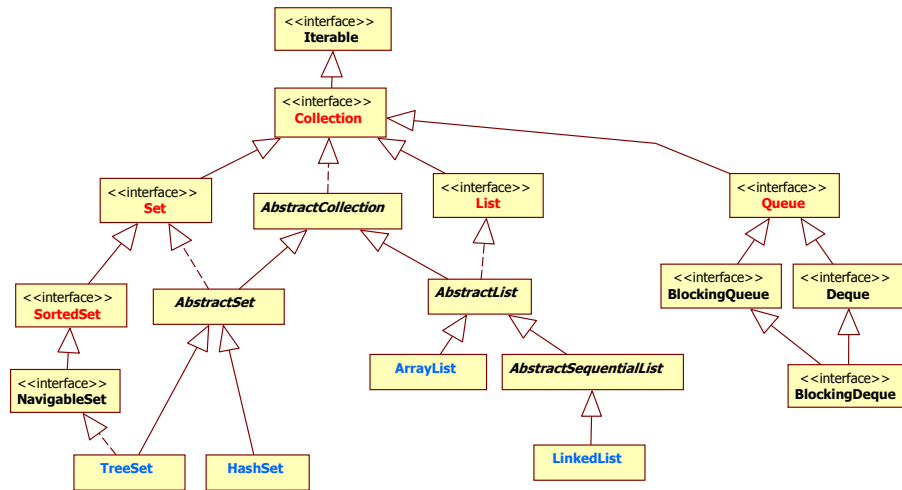 <<interface>>
Iterable
<<interface>>
Collection
<<interface>>
Set
AbstractCollection
<<interface>>
List
<<interface>>
Queue
<<interface>>
SortedSet
AbstractSet
AbstractList
<<interface>>
BlockingQueue
<<interface>>
Deque
<<interface>>
NavigableSet
ArrayList
AbstractSequentialList
<<interface>>
BlockingDeque
TreeSet
HashSet
LinkedList